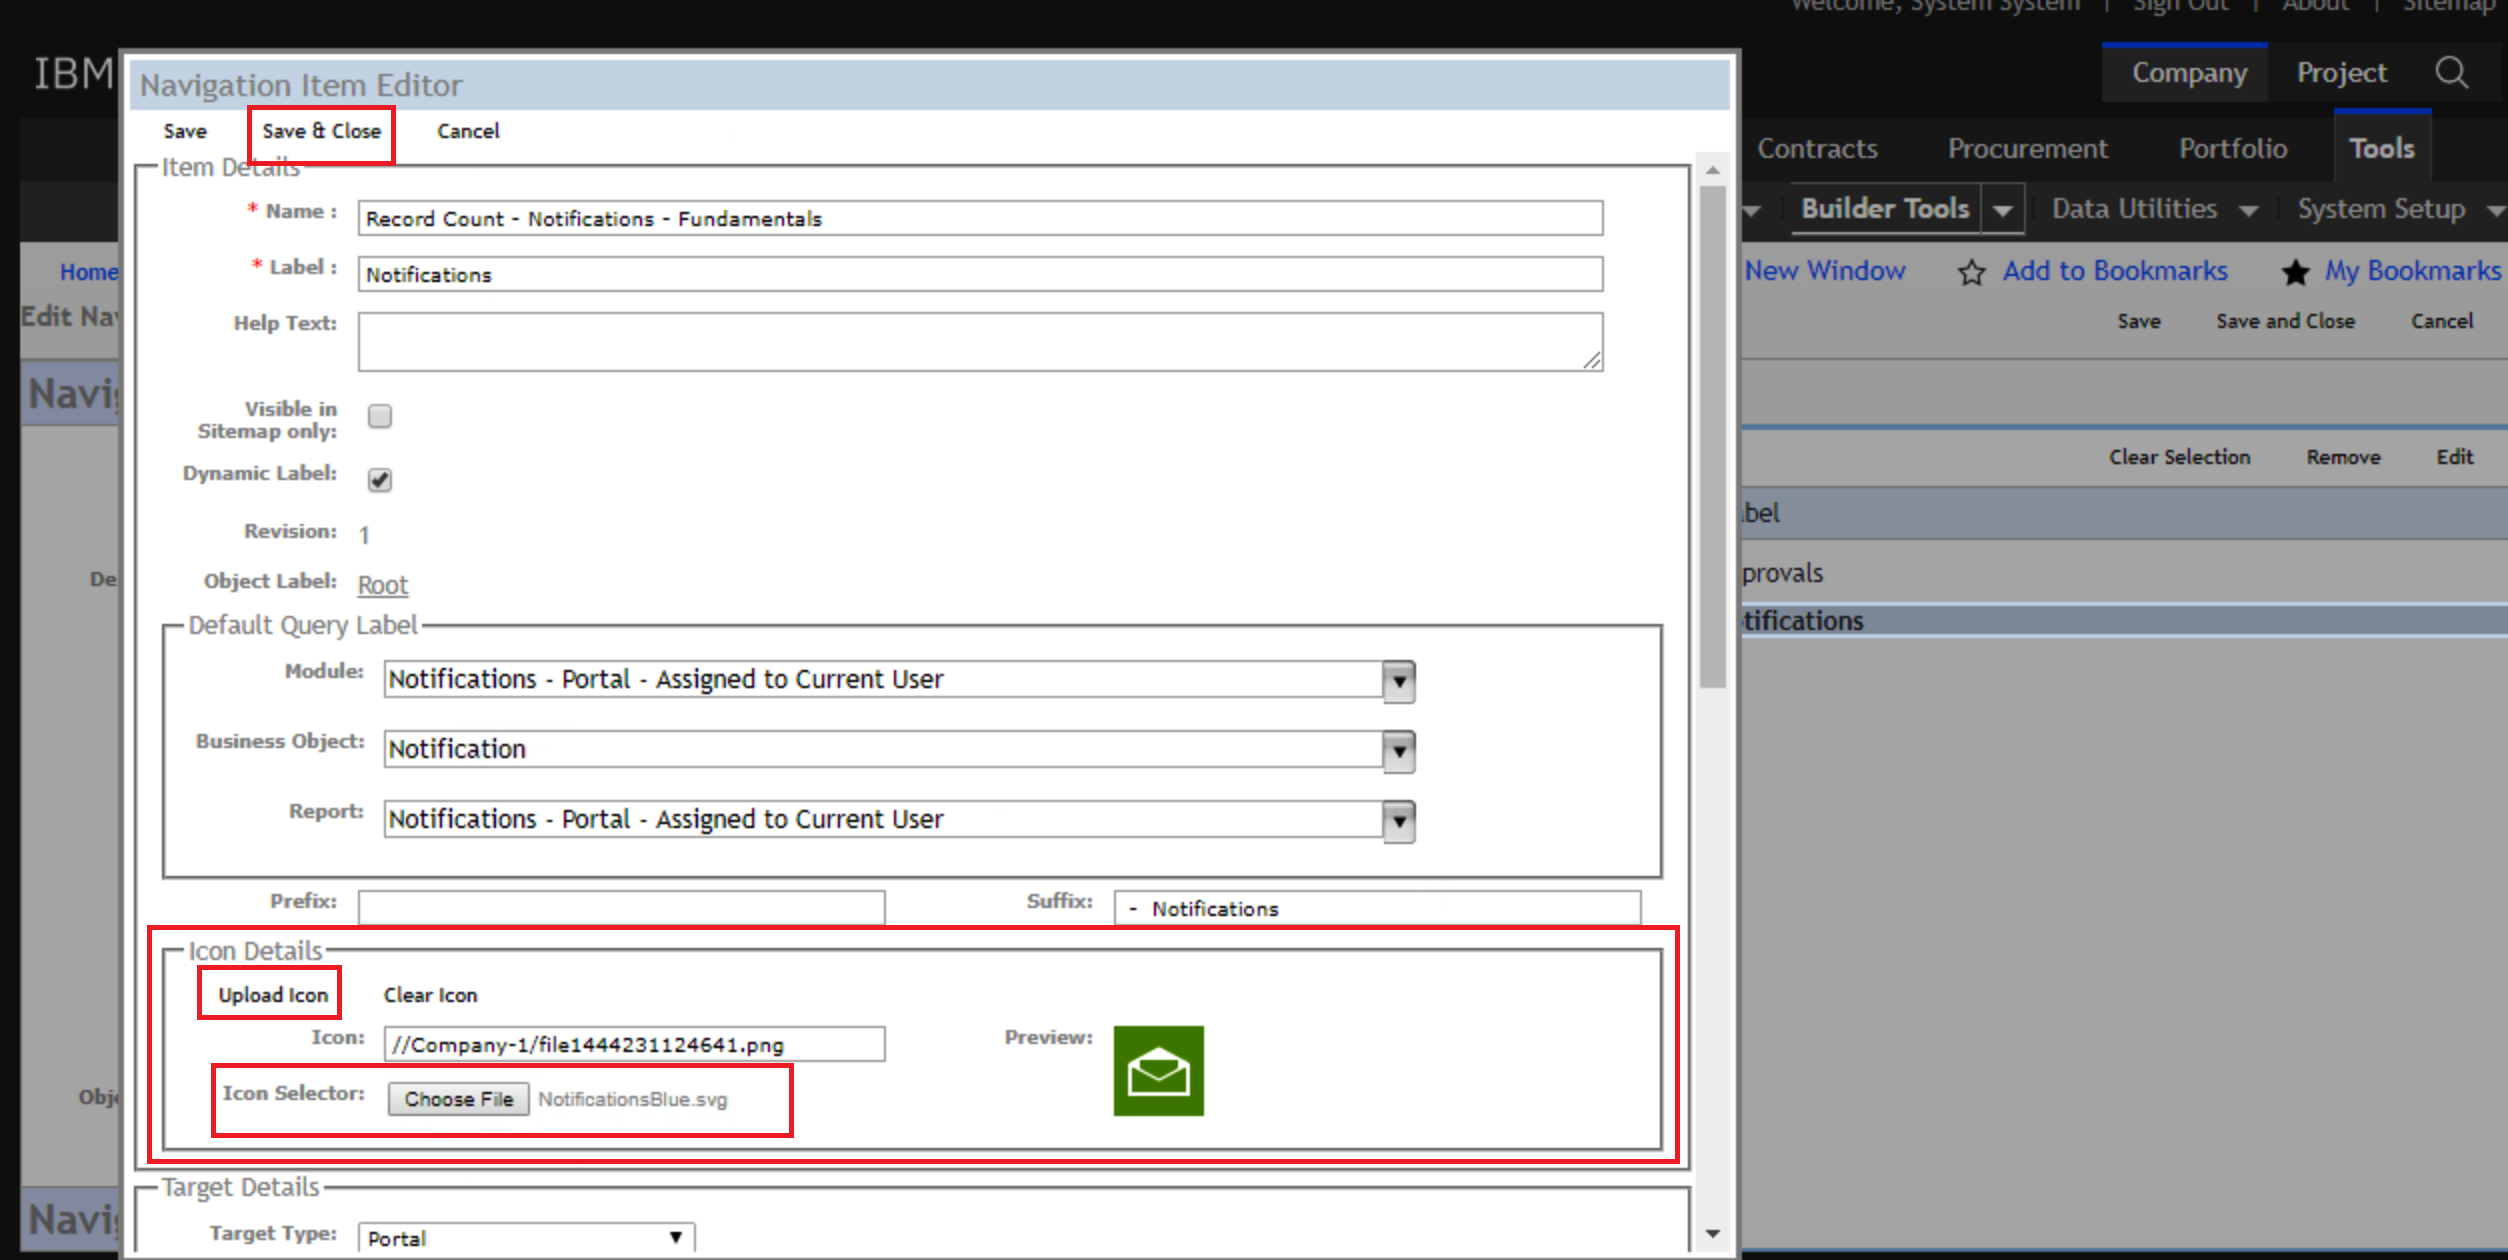 Welcome, System System | Sign Out | About | Sitemap
IBM
Company Project
Contracts Procurement Portfolio Tools
Builder Tools Data Utilities System Setup
Home
New Window Add to Bookmarks My Bookmarks
Edit Nav
Save Save and Close Cancel
Navig
Clear Selection Remove Edit
bel
provals
tifications
De
Obje
Navig
Navigation Item Editor
Save Save & Close Cancel
Item Details
* Name : Record Count - Notifications - Fundamentals
* Label : Notifications
Help Text:
Visible in
Sitemap only:
Dynamic Label:
Revision: 1
Object Label: Root
Default Query Label
Module: Notifications - Portal - Assigned to Current User
Business Object: Notification
Report: Notifications - Portal - Assigned to Current User
Prefix: Suffix: - Notifications
Icon Details
Upload Icon Clear Icon
Icon: //Company-1/file1444231124641.png Preview:
Icon Selector: Choose File NotificationsBlue.svg
Target Details
Target Type: Portal